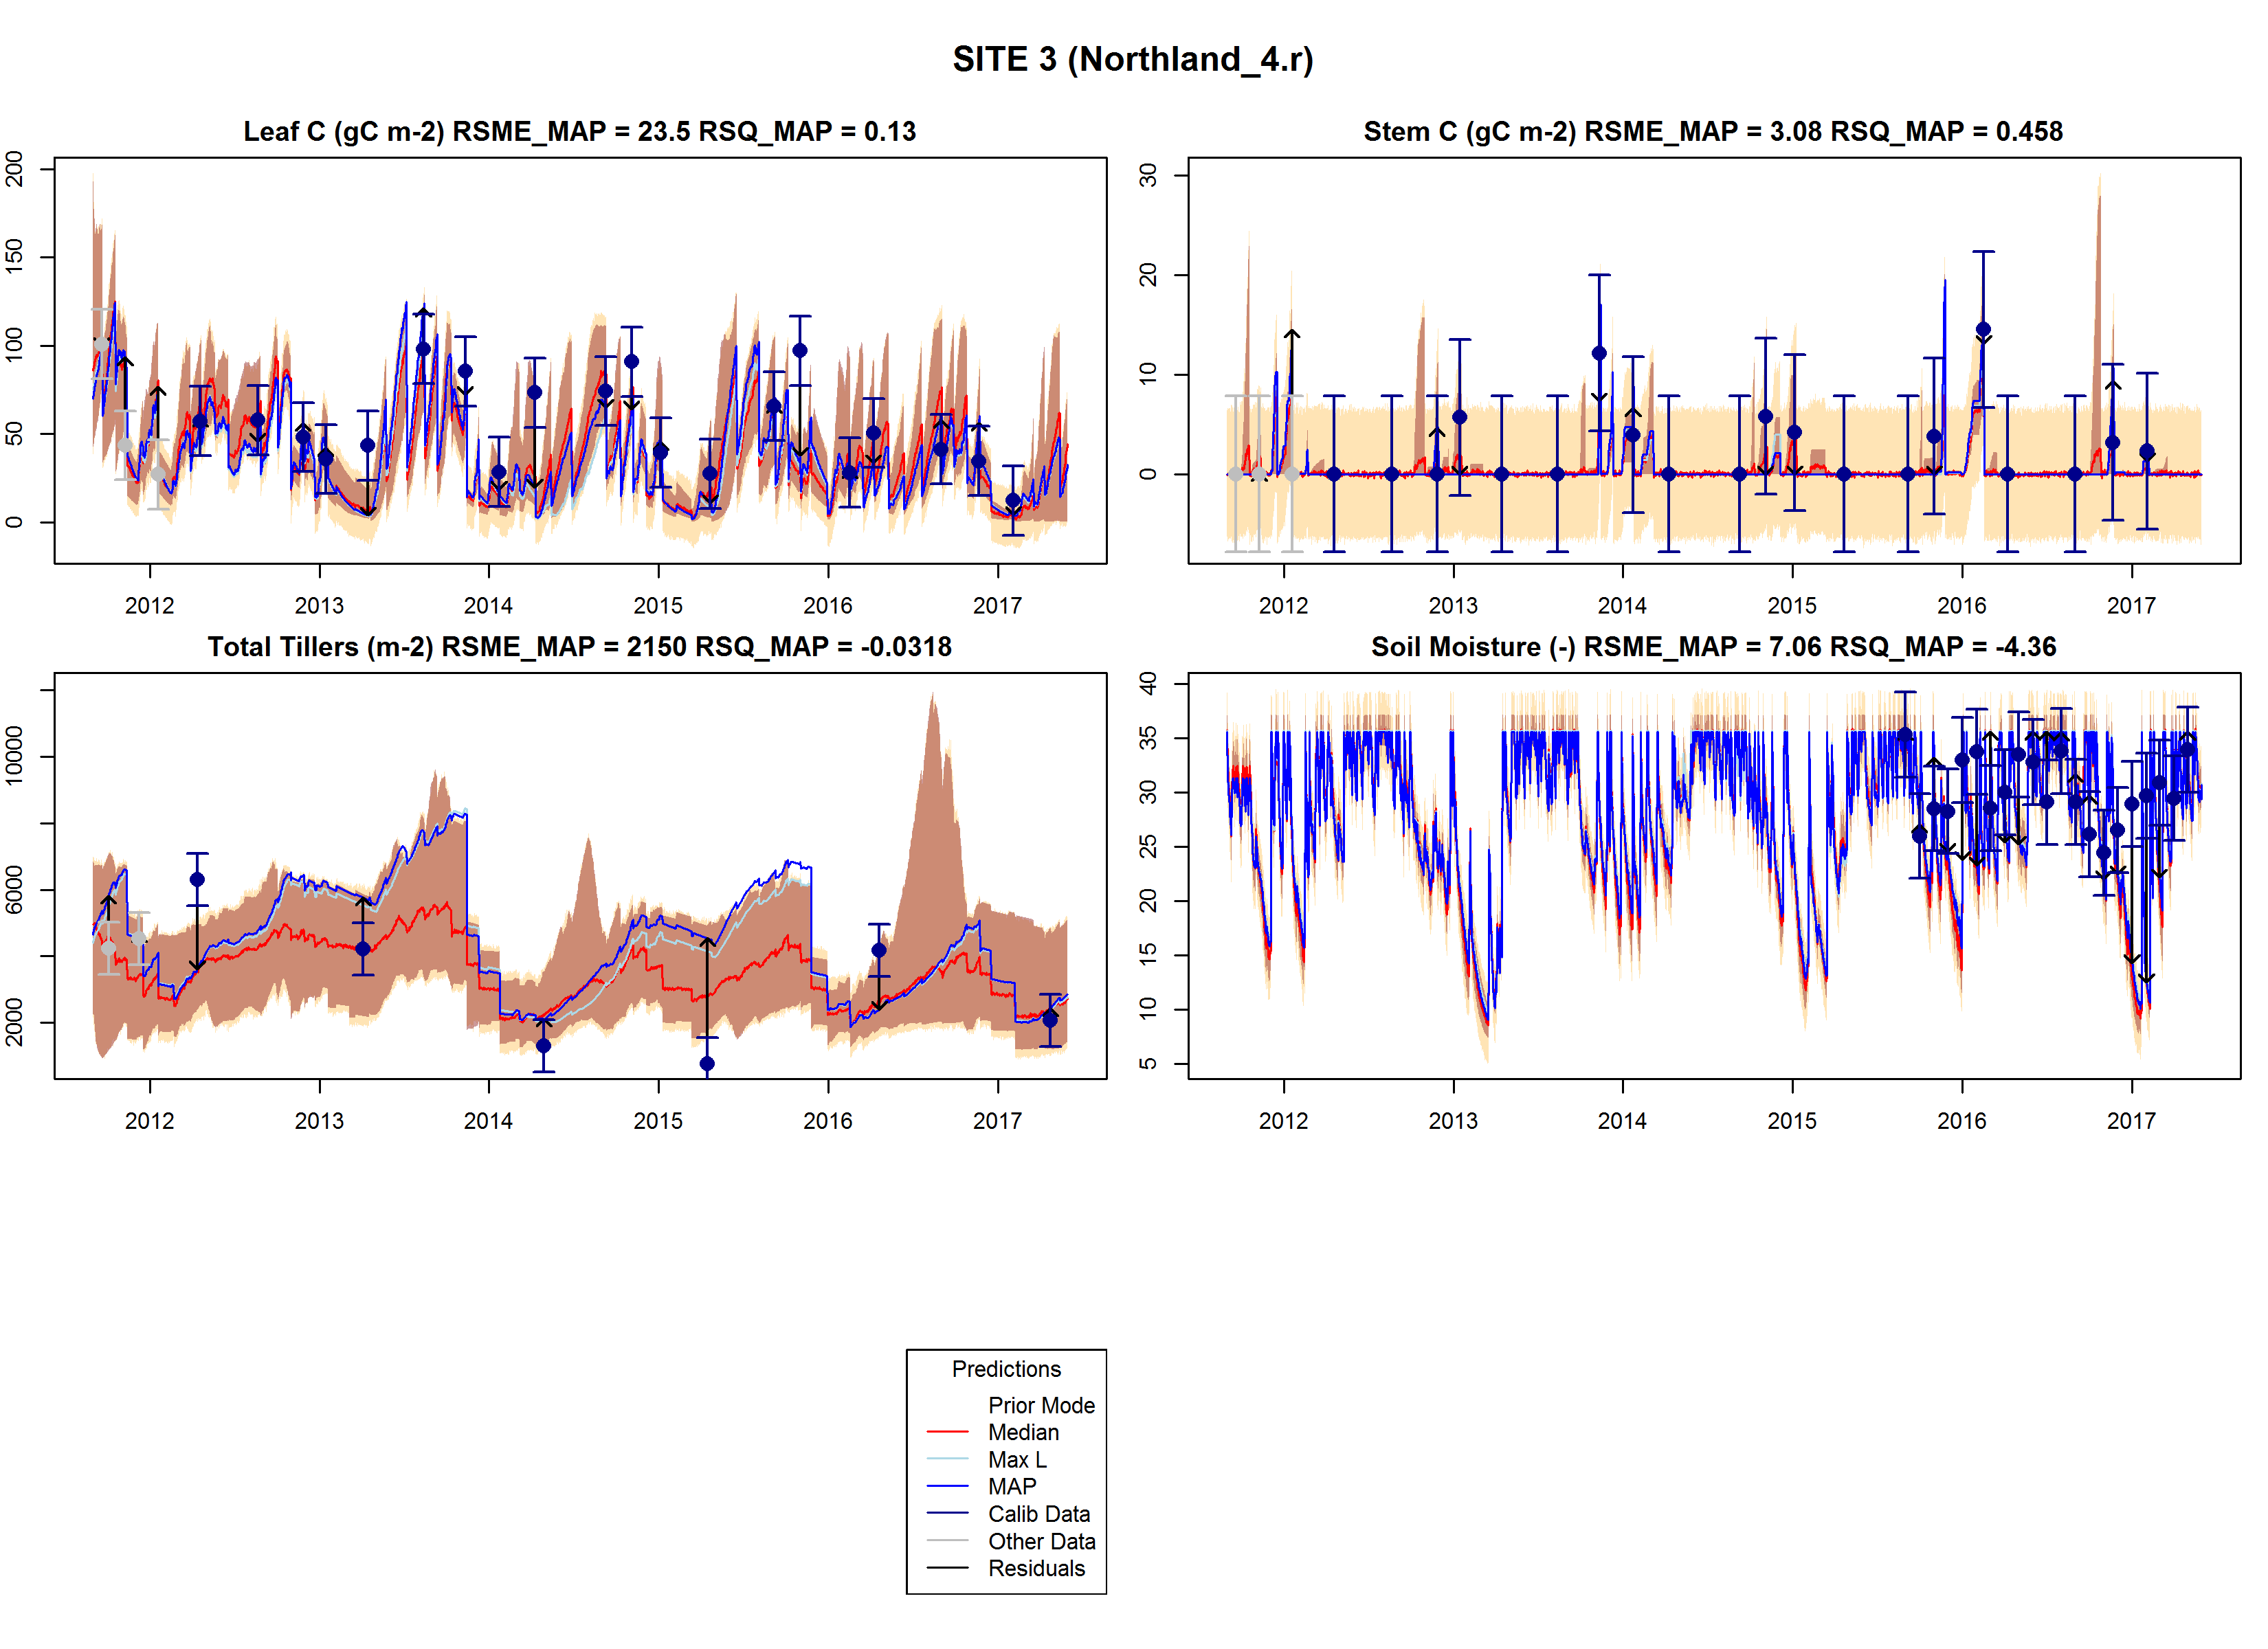 SITE 3 (Northland_4.r)
Leaf C (gC m-2) RSME_MAP = 23.5 RSQ_MAP = 0.13
200
150
100
50
0
2012 2013 2014 2015 2016 2017
Stem C (gC m-2) RSME_MAP = 3.08 RSQ_MAP = 0.458
30
20
10
0
2012 2013 2014 2015 2016 2017
Total Tillers (m-2) RSME_MAP = 2150 RSQ_MAP = -0.0318
10000
6000
2000
2012 2013 2014 2015 2016 2017
Soil Moisture (-) RSME_MAP = 7.06 RSQ_MAP = -4.36
40
35
30
25
20
15
10
5
2012 2013 2014 2015 2016 2017
Predictions
Prior Mode
Median
Max L
MAP
Calib Data
Other Data
Residuals